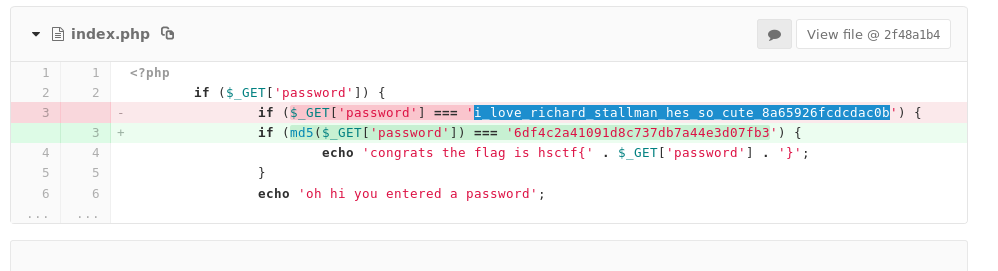 index.php View file @ 2f48a1b4
1 1 <?php
2 2 if ($_GET['password']) {
3 - if ($_GET['password'] === 'i_love_richard_stallman_hes_so_cute_8a65926fcdcdac0b') {
3 + if (md5($_GET['password']) === '6df4c2a41091d8c737db7a44e3d07fb3') {
4 4 echo 'congrats the flag is hsctf{' . $_GET['password'] . '}';
5 5 }
6 6 echo 'oh hi you entered a password';
... ...